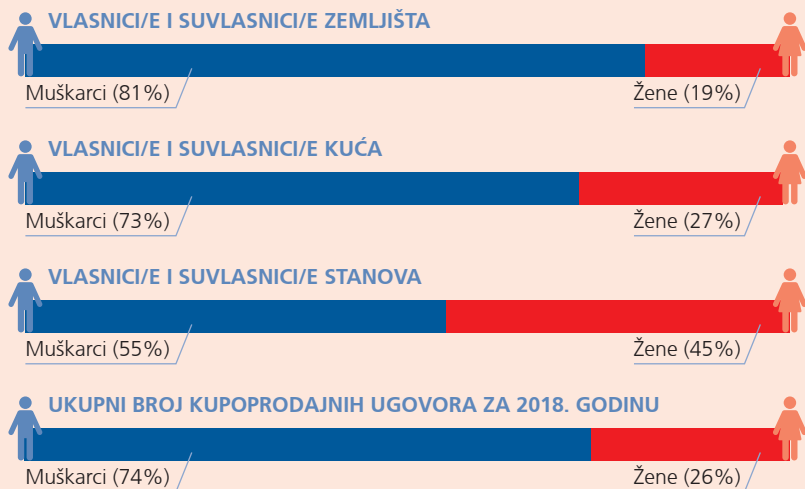 VLASNICI/E I SUVLASNICI/E ZEMLJIŠTA
Muškarci (81%)
Žene (19%)
VLASNICI/E I SUVLASNICI/E KUĆA
Muškarci (73%)
Žene (27%)
VLASNICI/E I SUVLASNICI/E STANOVA
Muškarci (55%)
Žene (45%)
UKUPNI BROJ KUPOPRODAJNIH UGOVORA ZA 2018. GODINU
Muškarci (74%)
Žene (26%)